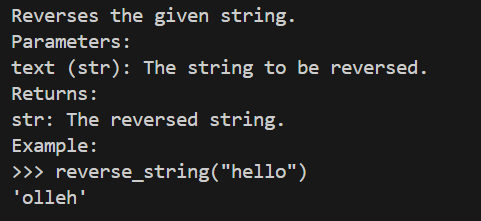 Reverses the given string.
Parameters:
text (str): The string to be reversed.
Returns:
str: The reversed string.
Example:
>>> reverse_string("hello")
'olleh'